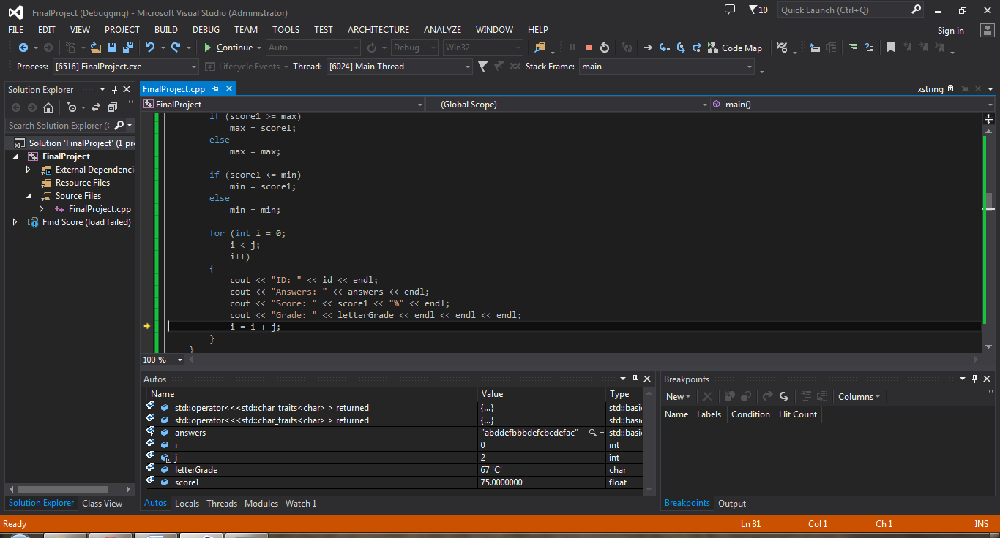 FinalProject (Debugging) - Microsoft Visual Studio (Administrator)
10
Quick Launch (Ctrl+Q)
FILE EDIT VIEW PROJECT BUILD DEBUG TEAM TOOLS TEST ARCHITECTURE ANALYZE WINDOW HELP
Sign in
Continue Auto Debug Win32 Code Map
Process: [6516] FinalProject.exe Lifecycle Events Thread: [6024] Main Thread Stack Frame: main
Solution Explorer
Search Solution Explorer (
Solution 'FinalProject' (1 pr
FinalProject
External Dependenci
Resource Files
Source Files
FinalProject.cpp
Find Score (load failed)
Solution Explorer Class View
FinalProject.cpp
xstring
FinalProject (Global Scope) main()
if (score1 >= max)
max = score1;
else
max = max;
if (score1 <= min)
min = score1;
else
min = min;
for (int i = 0;
i < j;
i++)
{
cout << "ID: " << id << endl;
cout << "Answers: " << answers << endl;
cout << "Score: " << score1 << "%" << endl;
cout << "Grade: " << letterGrade << endl << endl << endl;
i = i + j;
}
}
100 %
Autos
Name Value Type
std::operator<<<std::char_traits<char> > returned {...} std::basi
std::operator<<<std::char_traits<char> > returned {...} std::basi
answers "abddefbbbdefcbcdefac" std::basi
i 0 int
j 2 int
letterGrade 67 'C' char
score1 75.0000000 float
Autos Locals Threads Modules Watch 1
Breakpoints
New Columns
Name Labels Condition Hit Count
Breakpoints Output
Ready Ln 81 Col 1 Ch 1 INS